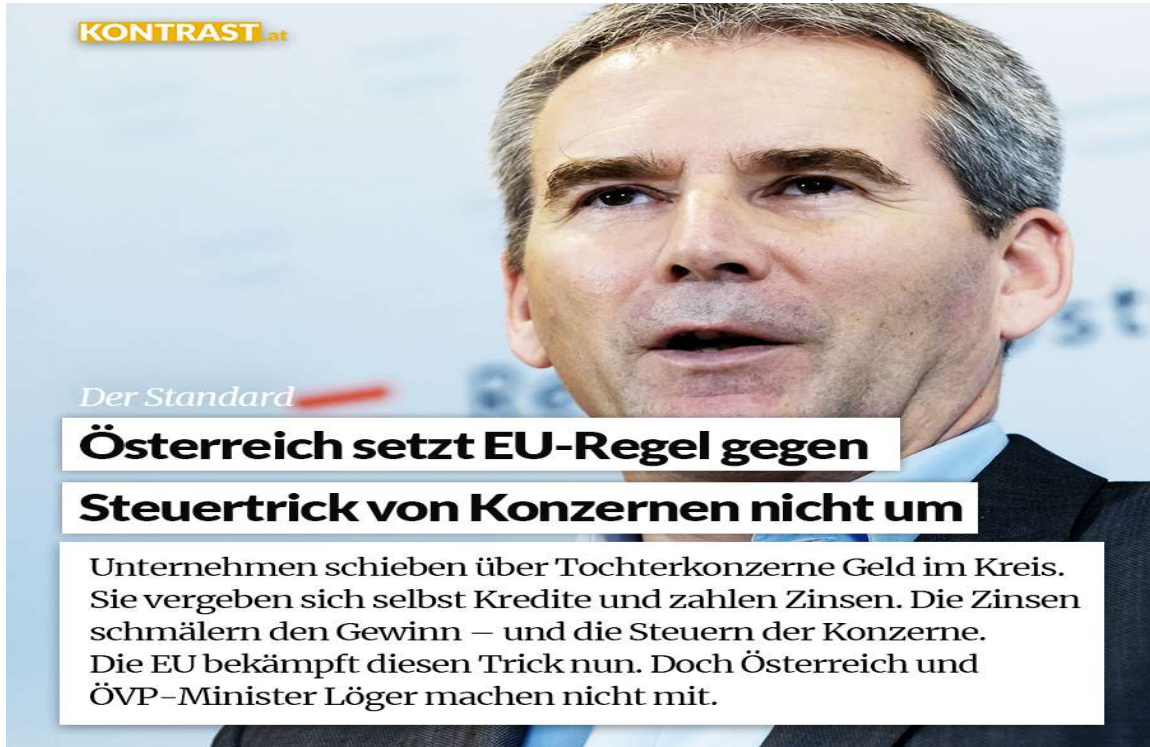 KONTRAST.at
Der Standard
Österreich setzt EU-Regel gegen
Steuertrick von Konzernen nicht um
Unternehmen schieben über Tochterkonzerne Geld im Kreis.
Sie vergeben sich selbst Kredite und zahlen Zinsen. Die Zinsen
schmälern den Gewinn – und die Steuern der Konzerne.
Die EU bekämpft diesen Trick nun. Doch Österreich und
ÖVP-Minister Löger machen nicht mit.